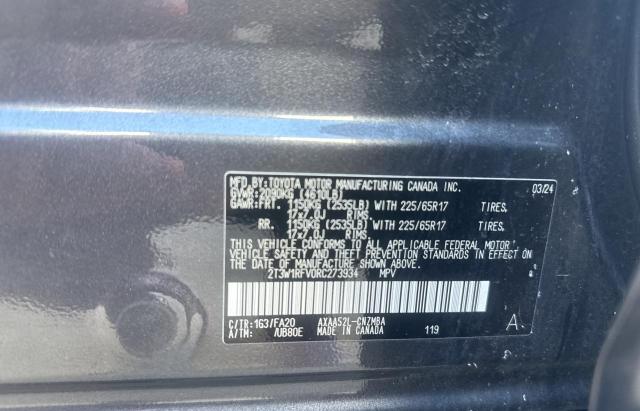 MFD. BY:TOYOTA MOTOR MANUFACTURING CANADA INC. 03/24
GVWR:2090KG (4610LB)
GAWR:FRT. 1150KG (2535LB) WITH 225/65R17 TIRES,
17x7.0J RIMS.
RR. 1150KG (2535LB) WITH 225/65R17 TIRES,
17x7.0J RIMS.
THIS VEHICLE CONFORMS TO ALL APPLICABLE FEDERAL MOTOR
VEHICLE SAFETY AND THEFT PREVENTION STANDARDS IN EFFECT
ON THE DATE OF MANUFACTURE SHOWN ABOVE.
2T3W1RFV0RC273934 MPV
C/TR:163/FA20 AXAA52L-CNZMBA A
A/TM: /UB80E MADE IN CANADA 119